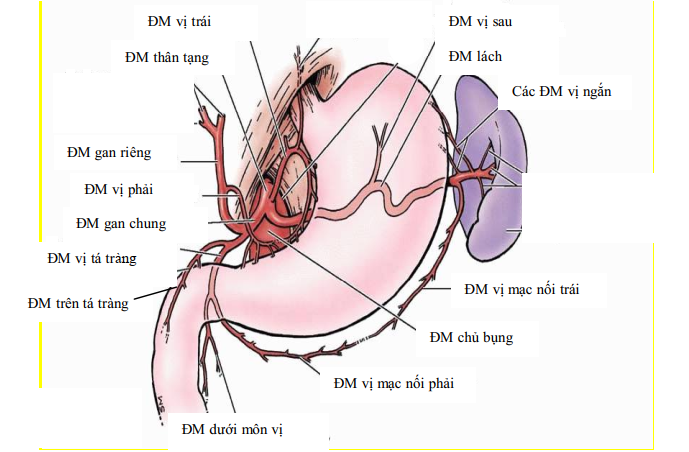 ĐM vị trái
ĐM vị sau
ĐM thân tạng
ĐM lách
Các ĐM vị ngắn
ĐM gan riêng
ĐM vị phải
ĐM gan chung
ĐM vị tá tràng
ĐM vị mạc nối trái
ĐM trên tá tràng
ĐM chủ bụng
ĐM vị mạc nối phải
ĐM dưới môn vị